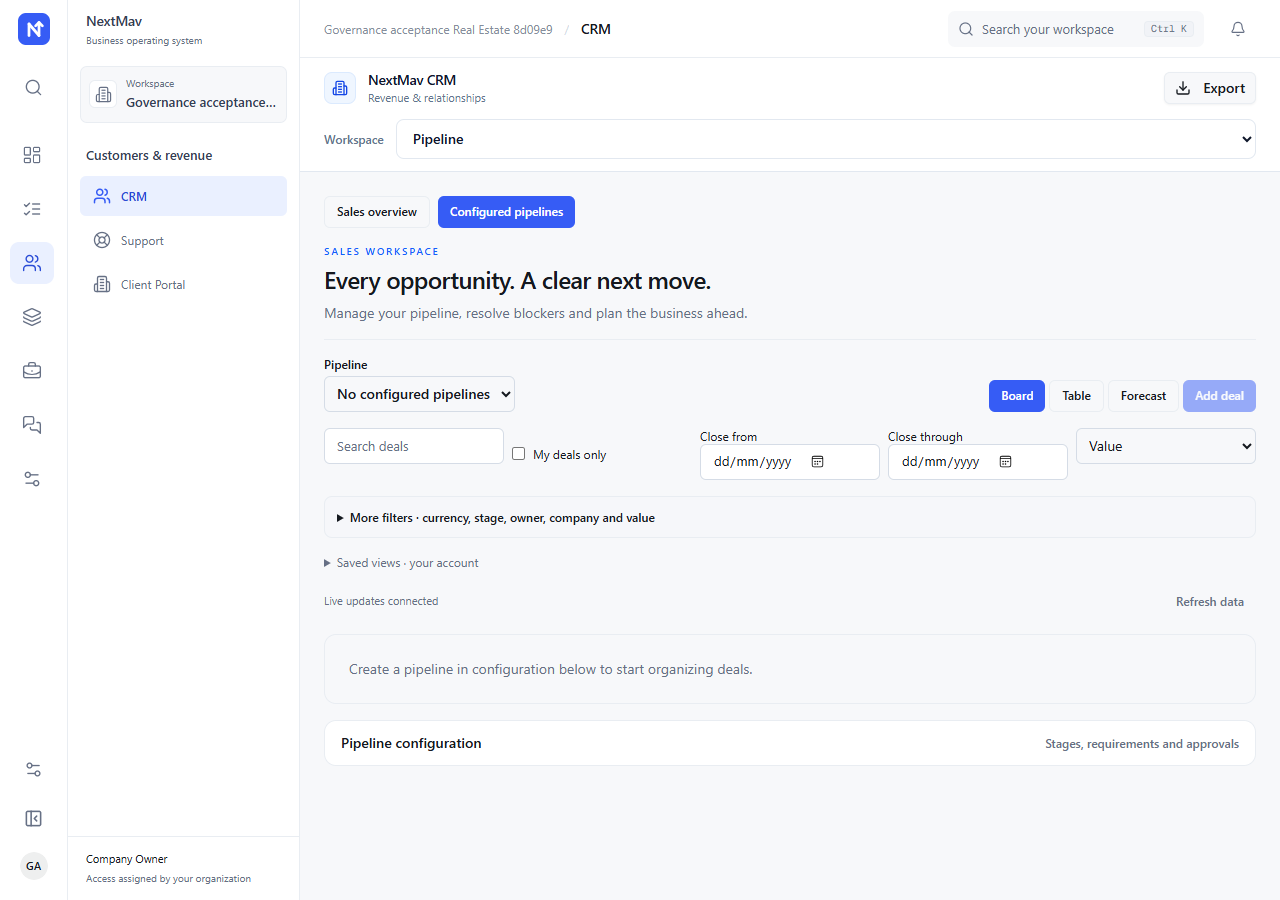 NextMav
Business operating system
Workspace
Governance acceptance...
Customers & revenue
CRM
Support
Client Portal
Company Owner
Access assigned by your organization
GA
Governance acceptance Real Estate 8d09e9 / CRM
Search your workspace Ctrl K
NextMav CRM
Revenue & relationships
Export
Workspace Pipeline
Sales overview Configured pipelines
SALES WORKSPACE
Every opportunity. A clear next move.
Manage your pipeline, resolve blockers and plan the business ahead.
Pipeline
No configured pipelines
Board Table Forecast Add deal
Search deals
My deals only
Close from
dd/mm/yyyy
Close through
dd/mm/yyyy
Value
More filters · currency, stage, owner, company and value
Saved views · your account
Live updates connected
Refresh data
Create a pipeline in configuration below to start organizing deals.
Pipeline configuration
Stages, requirements and approvals